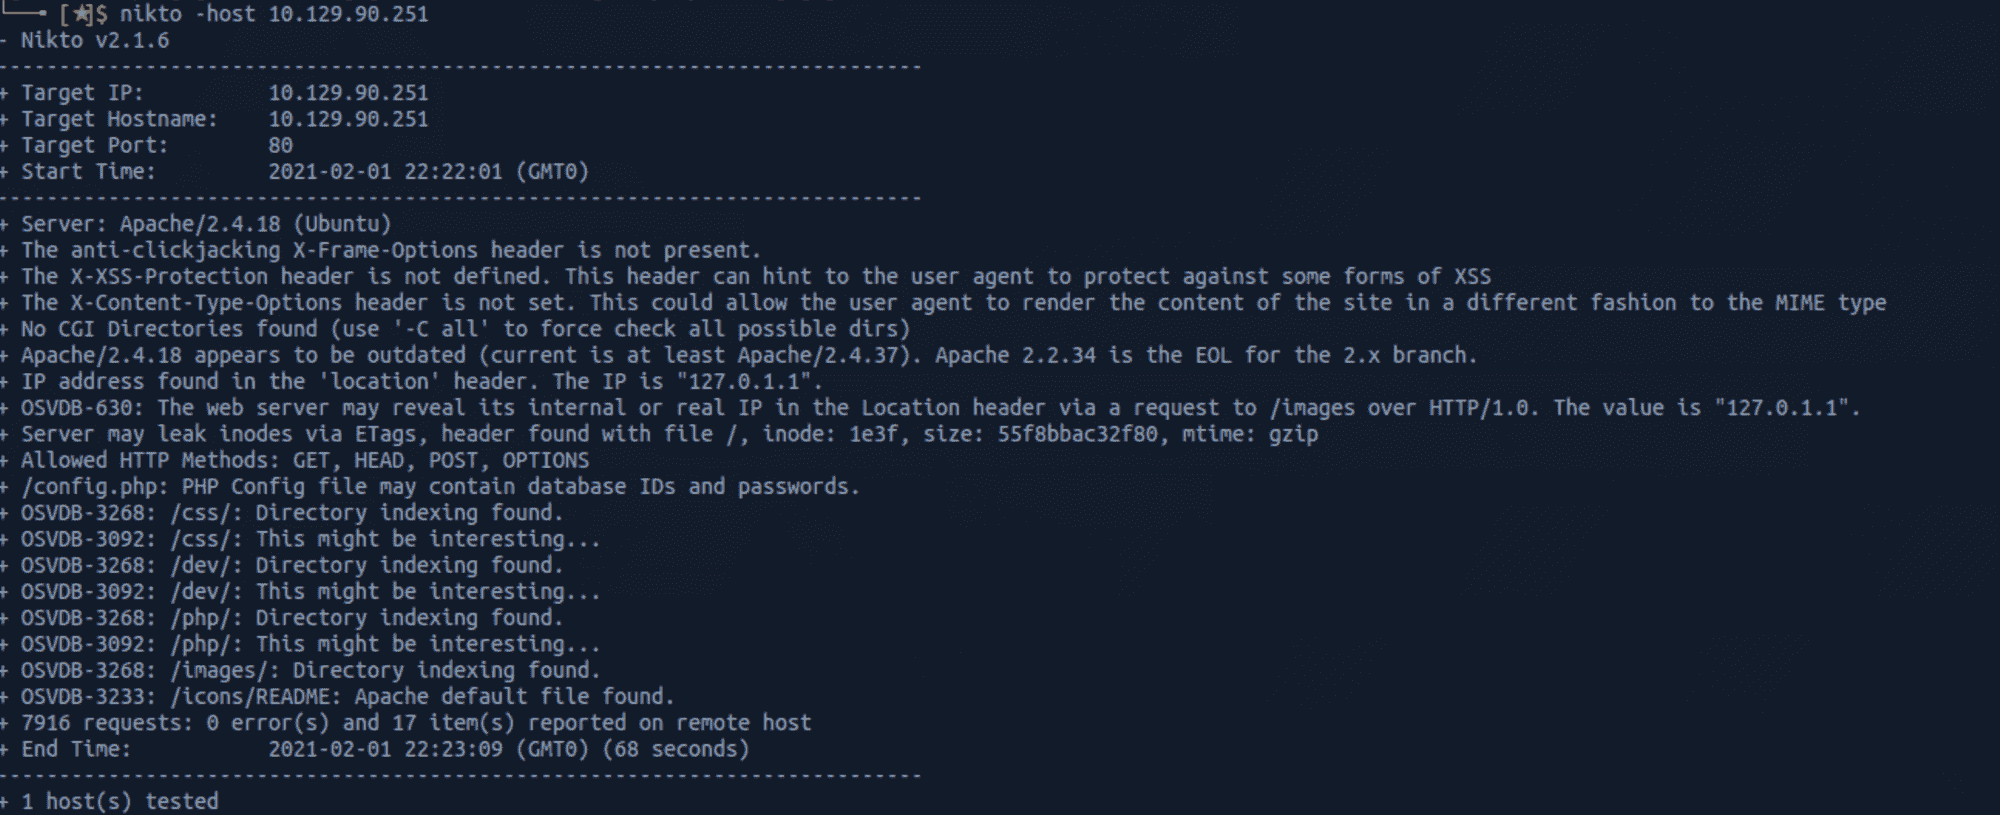 [★]$ nikto -host 10.129.90.251
- Nikto v2.1.6
---------------------------------------------------------------------------
+ Target IP:          10.129.90.251
+ Target Hostname:    10.129.90.251
+ Target Port:        80
+ Start Time:         2021-02-01 22:22:01 (GMT0)
---------------------------------------------------------------------------
+ Server: Apache/2.4.18 (Ubuntu)
+ The anti-clickjacking X-Frame-Options header is not present.
+ The X-XSS-Protection header is not defined. This header can hint to the user agent to protect against some forms of XSS
+ The X-Content-Type-Options header is not set. This could allow the user agent to render the content of the site in a different fashion to the MIME type
+ No CGI Directories found (use '-C all' to force check all possible dirs)
+ Apache/2.4.18 appears to be outdated (current is at least Apache/2.4.37). Apache 2.2.34 is the EOL for the 2.x branch.
+ IP address found in the 'location' header. The IP is "127.0.1.1".
+ OSVDB-630: The web server may reveal its internal or real IP in the Location header via a request to /images over HTTP/1.0. The value is "127.0.1.1".
+ Server may leak inodes via ETags, header found with file /, inode: 1e3f, size: 55f8bbac32f80, mtime: gzip
+ Allowed HTTP Methods: GET, HEAD, POST, OPTIONS
+ /config.php: PHP Config file may contain database IDs and passwords.
+ OSVDB-3268: /css/: Directory indexing found.
+ OSVDB-3092: /css/: This might be interesting...
+ OSVDB-3268: /dev/: Directory indexing found.
+ OSVDB-3092: /dev/: This might be interesting...
+ OSVDB-3268: /php/: Directory indexing found.
+ OSVDB-3092: /php/: This might be interesting...
+ OSVDB-3268: /images/: Directory indexing found.
+ OSVDB-3233: /icons/README: Apache default file found.
+ 7916 requests: 0 error(s) and 17 item(s) reported on remote host
+ End Time:           2021-02-01 22:23:09 (GMT0) (68 seconds)
---------------------------------------------------------------------------
+ 1 host(s) tested